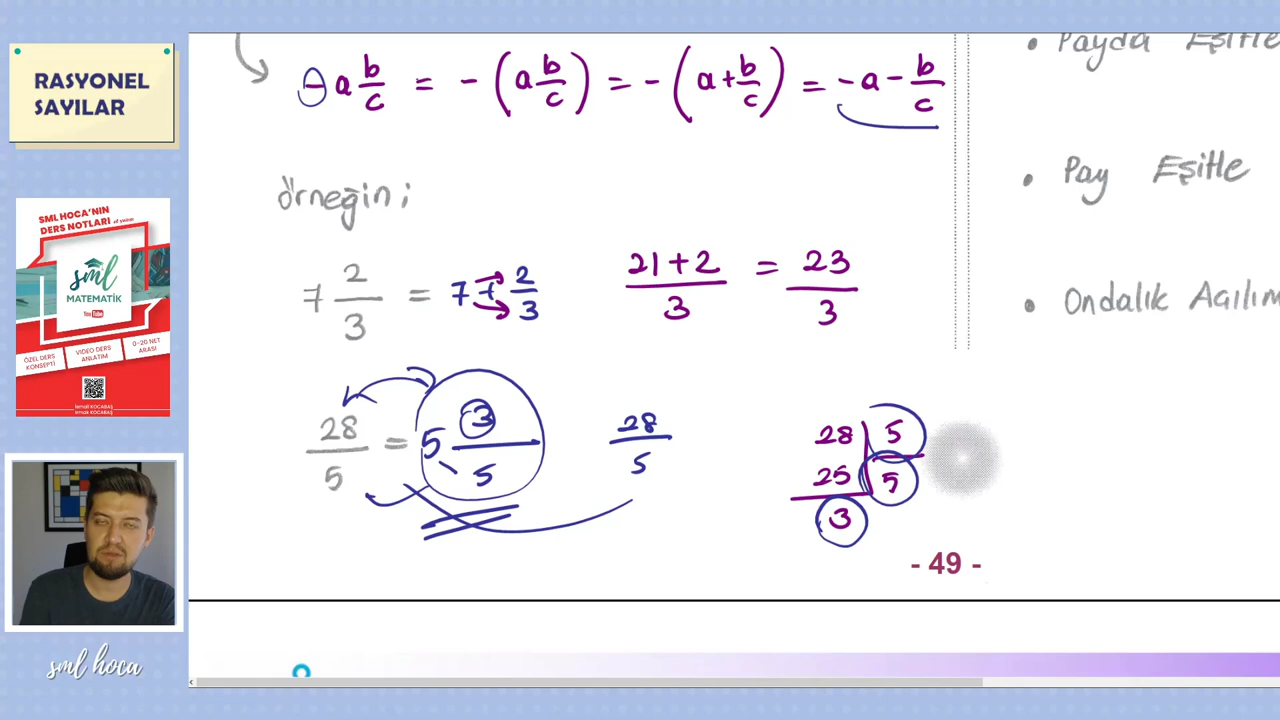 RASYONEL
SAYILAR
SML HOCA'NIN
DERS NOTLARI
sml
MATEMATİK
YouTube
ÖZEL DERS
KONSEPTİ
VIDEO DERS
ANLATIM
0-20 NET
ARASI
sml hoca
-a b/c = -(a b/c) = -(a + b/c) = -a - b/c
örneğin;
7 2/3 = 7 + 2/3
21+2/3 = 23/3
28/5 = 5 3/5
28/5
28 5
25 5
3
- 49 -
• Payda Eşitle
• Pay Eşitle
• Ondalık Açılım